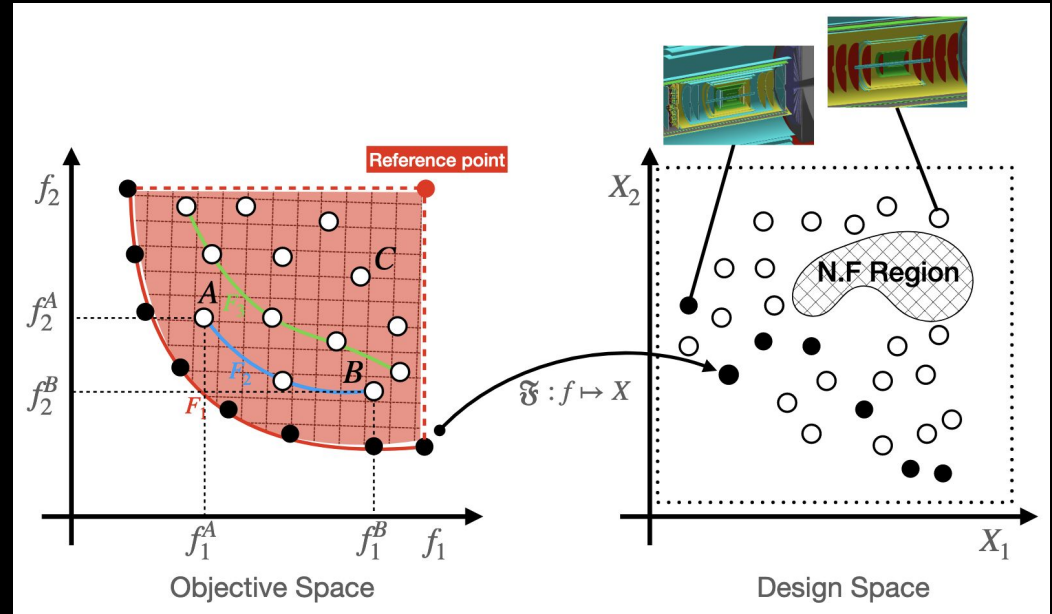 Reference point
f₂
C
A
F₃
f₂ᴬ
F₂
B
f₂ᴮ
F₁
f₁ᴬ
f₁ᴮ
f₁
Objective Space
𝔉 : f ↦ X
X₂
N.F Region
X₁
Design Space